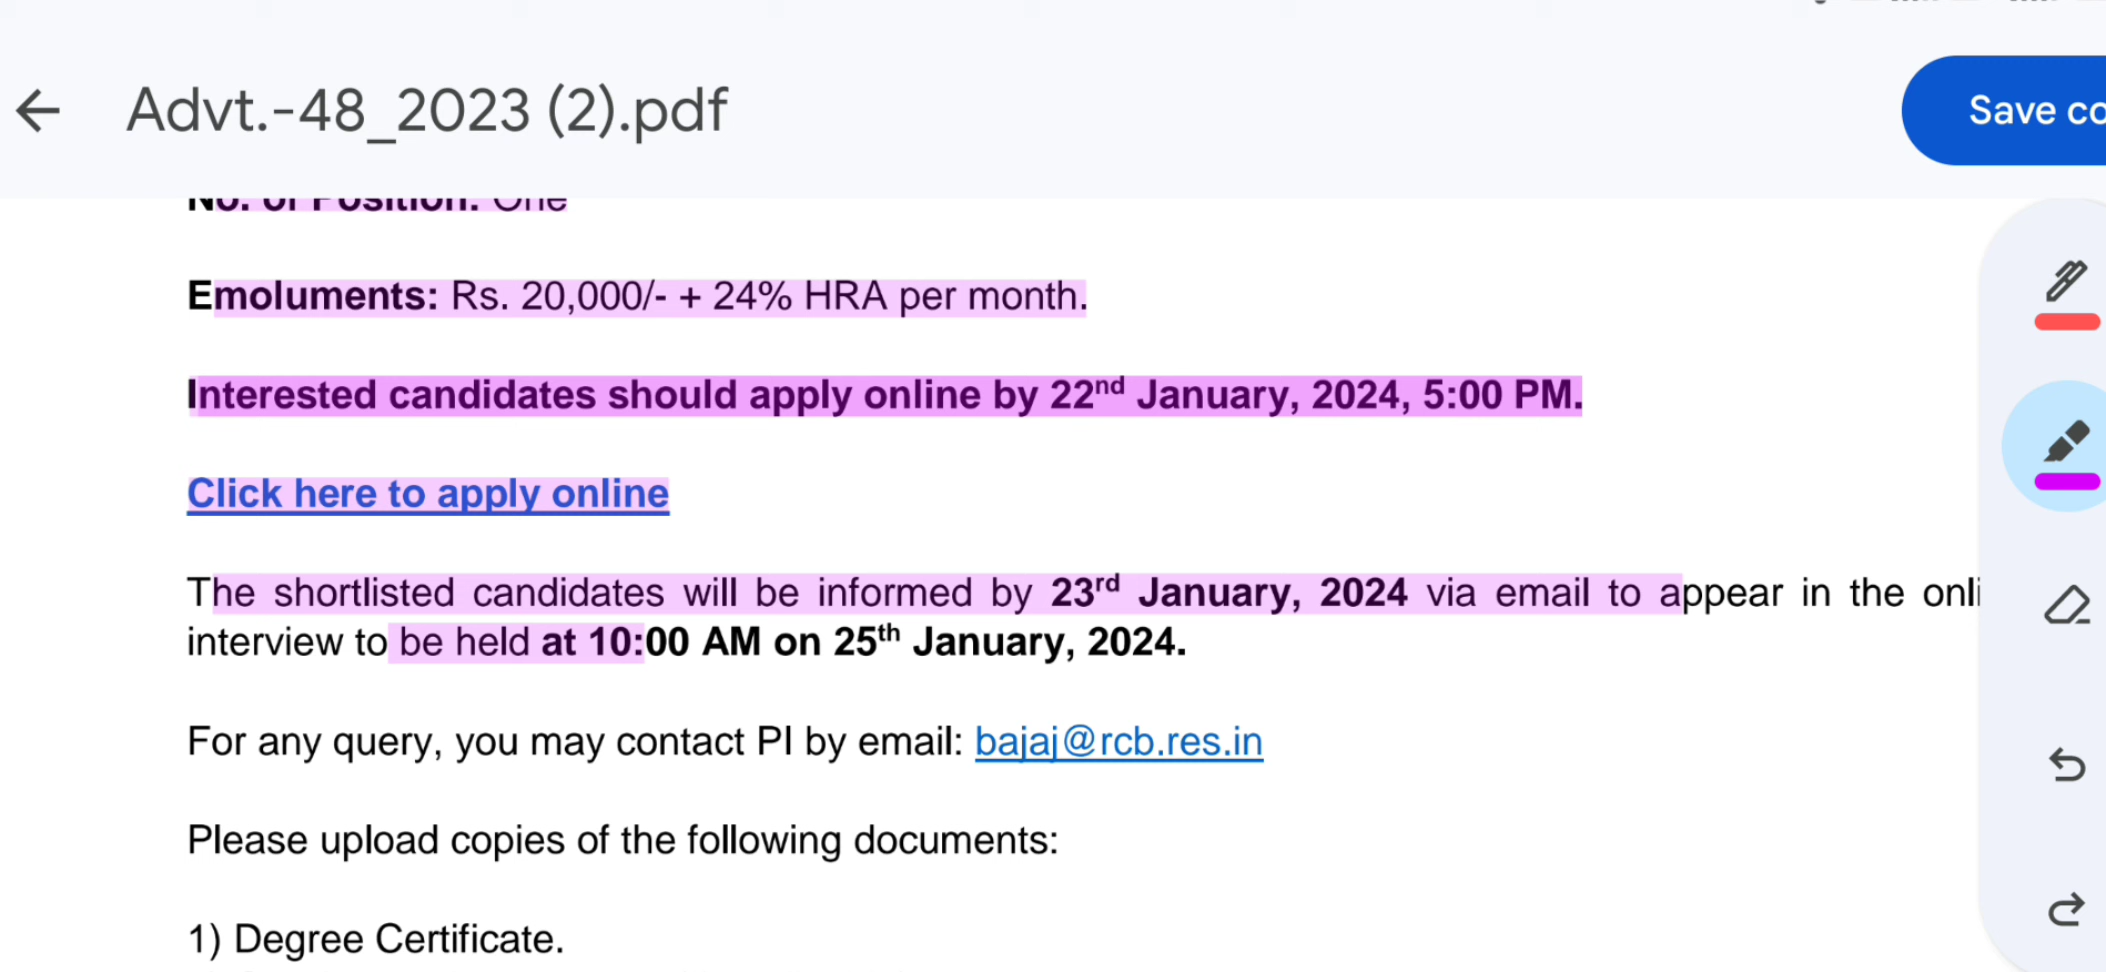 Advt.-48_2023 (2).pdf
Save co
No. of Position: One
Emoluments: Rs. 20,000/- + 24% HRA per month.
Interested candidates should apply online by 22nd January, 2024, 5:00 PM.
Click here to apply online
The shortlisted candidates will be informed by 23rd January, 2024 via email to appear in the onli
interview to be held at 10:00 AM on 25th January, 2024.
For any query, you may contact PI by email: bajaj@rcb.res.in
Please upload copies of the following documents:
1) Degree Certificate.